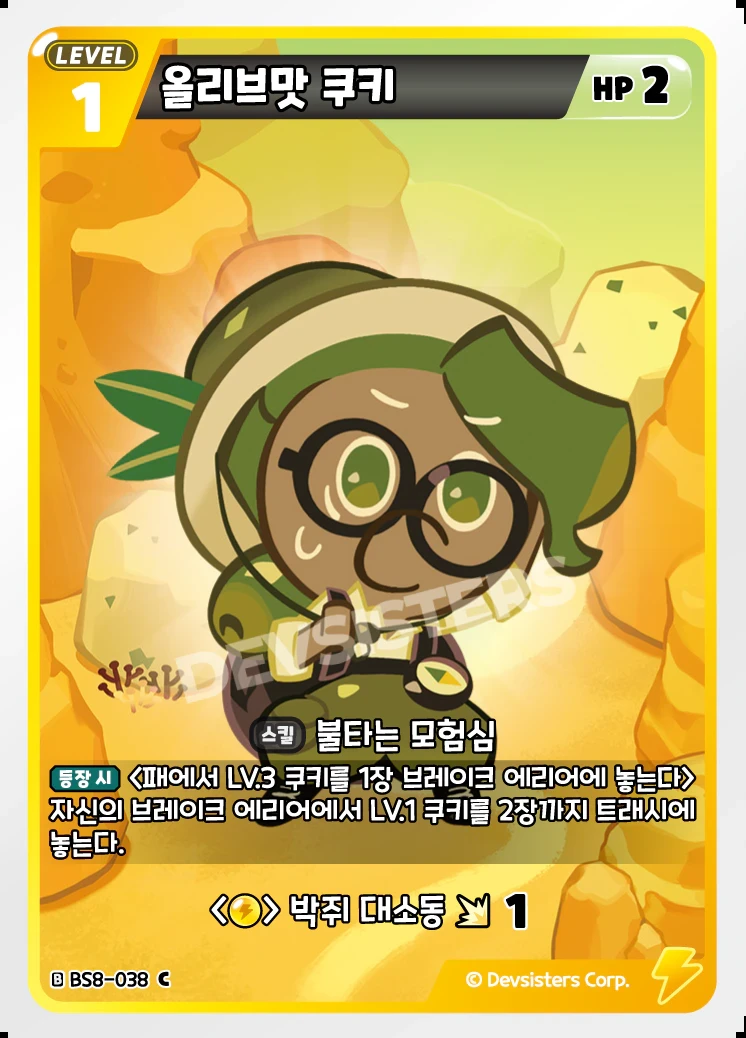 LEVEL
1
올리브맛 쿠키
HP 2
DEVSISTERS
스킬 불타는 모험심
등장 시 <패에서 LV.3 쿠키를 1장 브레이크 에리어에 놓는다>
자신의 브레이크 에리어에서 LV.1 쿠키를 2장까지 트래시에
놓는다.
< > 박쥐 대소동 1
B BS8-038 C
© Devsisters Corp.